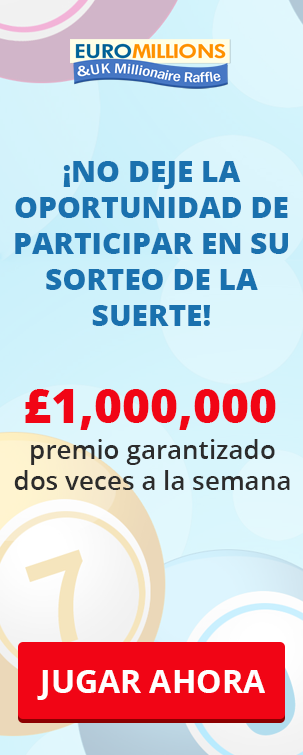 EUROMILLIONS
&UK Millionaire Raffle
¡NO DEJE LA
OPORTUNIDAD DE
PARTICIPAR EN SU
SORTEO DE LA
SUERTE!
£1,000,000
premio garantizado
dos veces a la semana
7
JUGAR AHORA